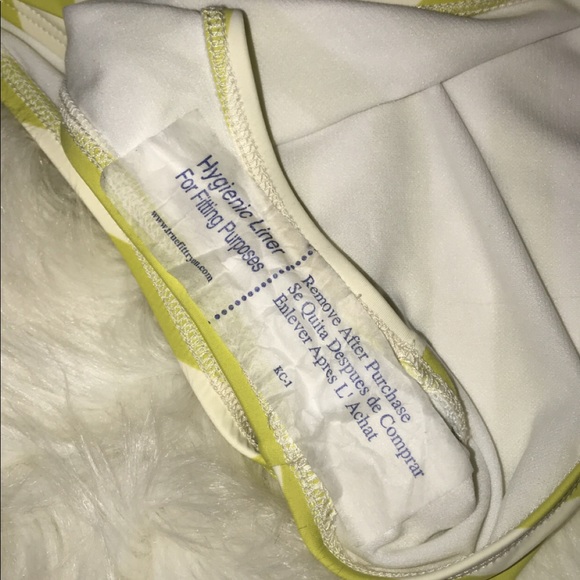 Hygienic Liner
For Fitting Purposes
www.truefittryon.com
Remove After Purchase
Se Quita Despues de Comprar
Enlever Apres L' Achat
KC-1